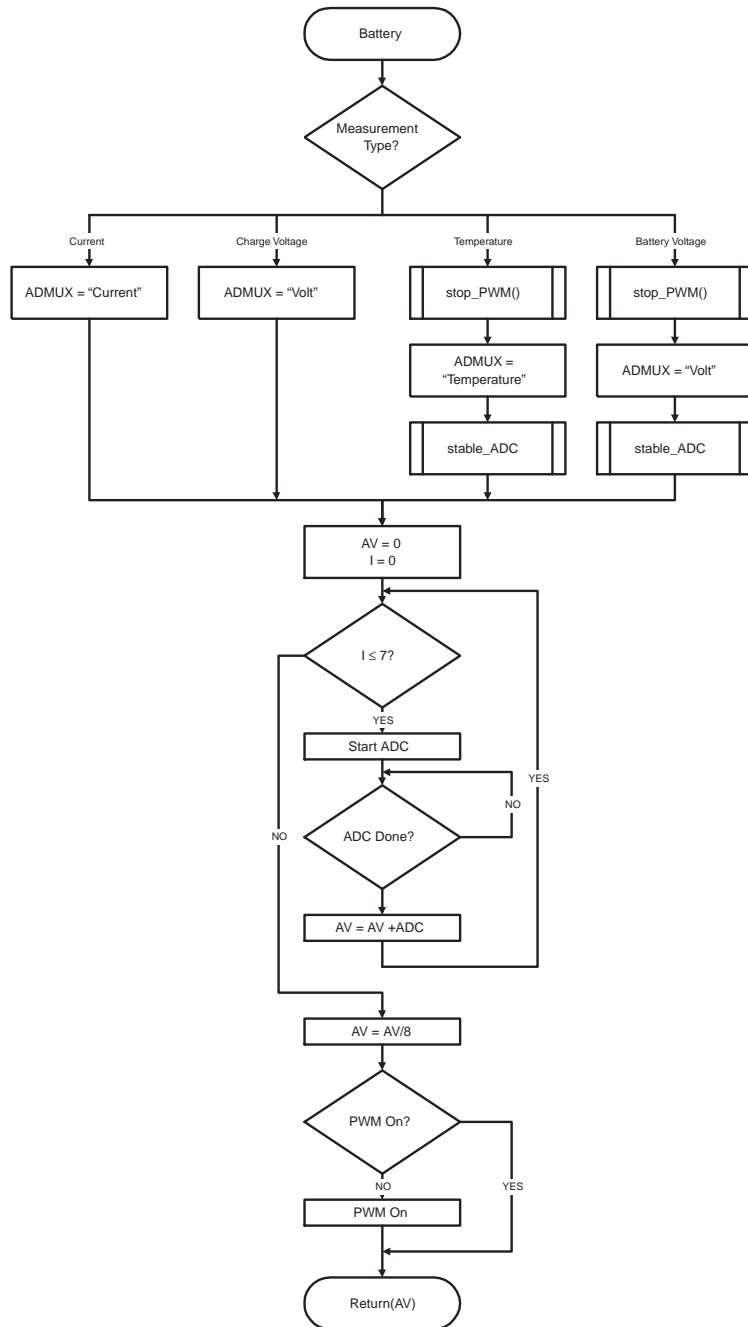 Battery
Measurement
Type?
Current
Charge Voltage
Temperature
Battery Voltage
ADMUX = “Current”
ADMUX = “Volt”
stop_PWM()
stop_PWM()
ADMUX =
“Temperature”
ADMUX = “Volt”
stable_ADC
stable_ADC
AV = 0
I = 0
I ≤ 7?
YES
Start ADC
YES
NO
NO
ADC Done?
AV = AV +ADC
AV = AV/8
PWM On?
NO
YES
PWM On
Return(AV)